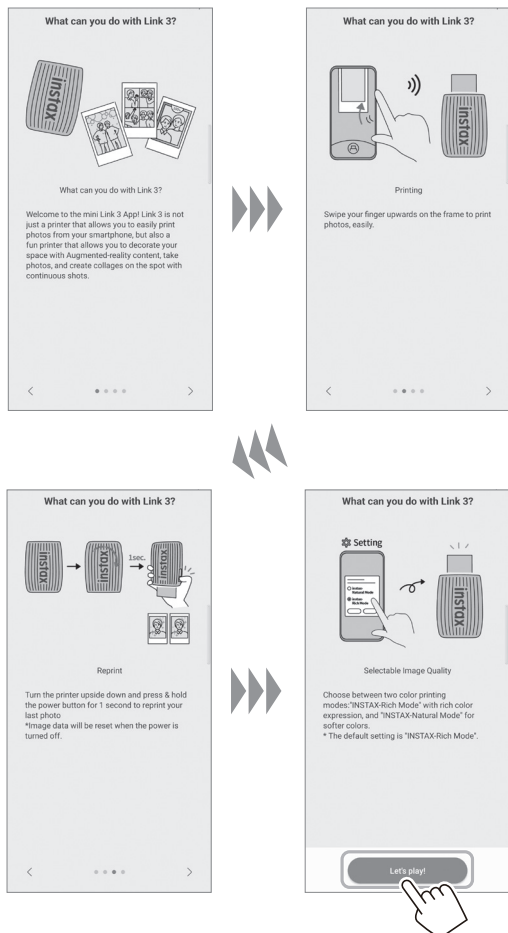 What can you do with Link 3?
instax
What can you do with Link 3?
Welcome to the mini Link 3 App! Link 3 is not
just a printer that allows you to easily print
photos from your smartphone, but also a
fun printer that allows you to decorate your
space with Augmented-reality content, take
photos, and create collages on the spot with
continuous shots.
What can you do with Link 3?
instax
Printing
Swipe your finger upwards on the frame to print
photos, easily.
What can you do with Link 3?
instax
instax
1sec.
instax
Reprint
Turn the printer upside down and press & hold
the power button for 1 second to reprint your
last photo
*Image data will be reset when the power is
turned off.
What can you do with Link 3?
Setting
instax
Natural Mode
instax
Rich Mode
instax
Selectable Image Quality
Choose between two color printing
modes:"INSTAX-Rich Mode" with rich color
expression, and "INSTAX-Natural Mode" for
softer colors.
* The default setting is "INSTAX-Rich Mode".
Let's play!